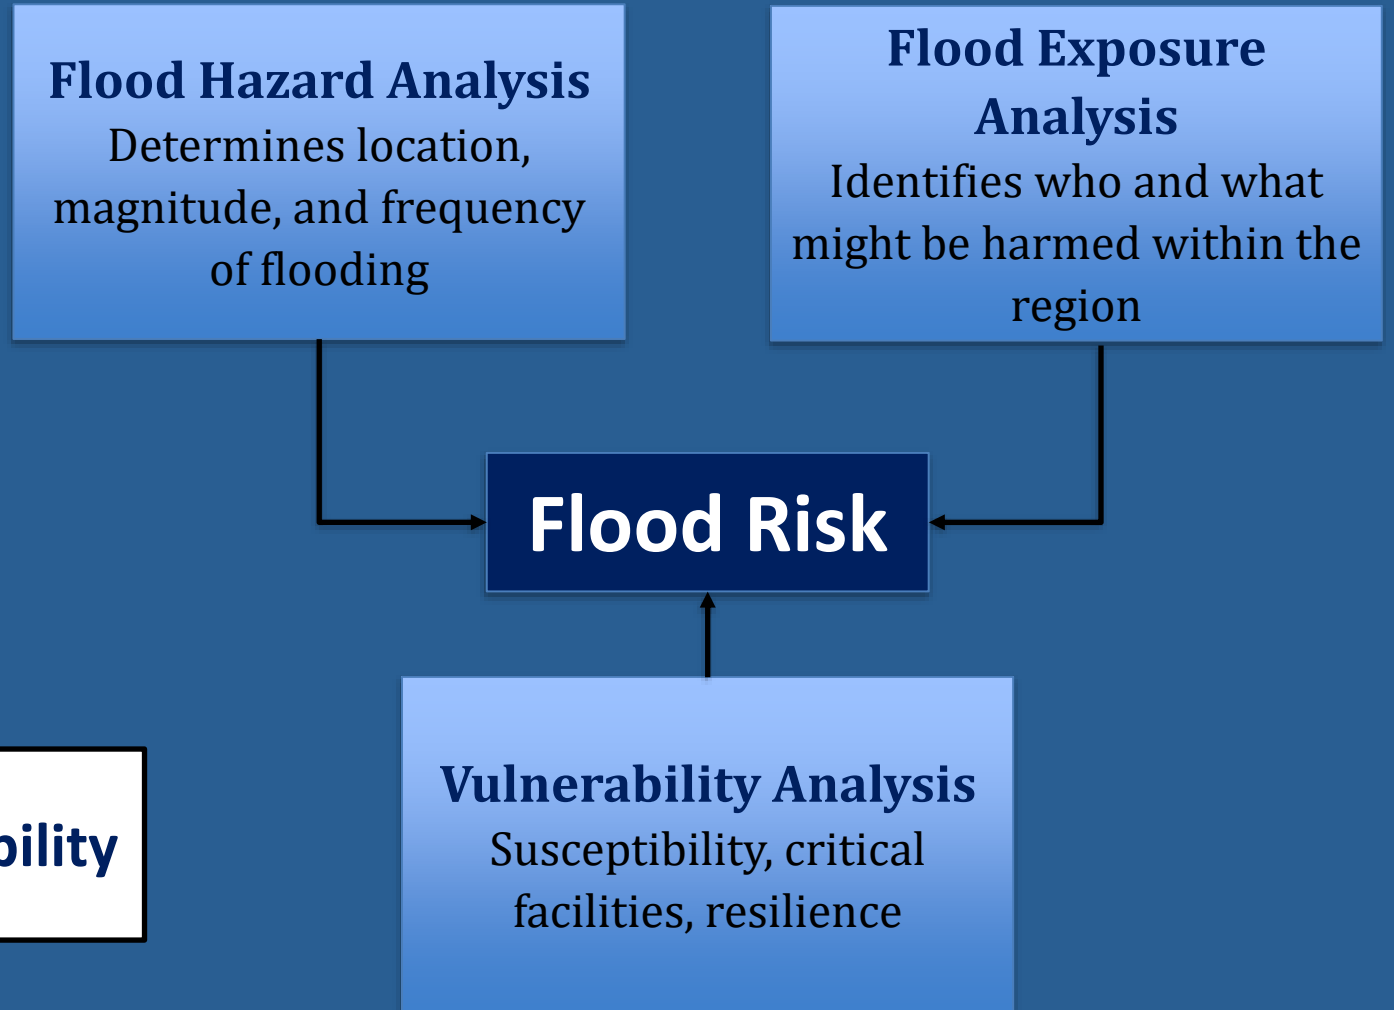 Flood Hazard Analysis
Determines location,
magnitude, and frequency
of flooding
Flood Exposure
Analysis
Identifies who and what
might be harmed within the
region
Flood Risk
Vulnerability Analysis
Susceptibility, critical
facilities, resilience